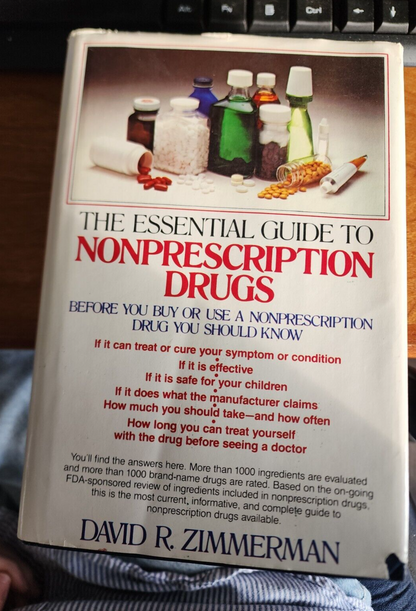 Alt
Fn
Ctrl
THE ESSENTIAL GUIDE TO
NONPRESCRIPTION
DRUGS
BEFORE YOU BUY OR USE A NONPRESCRIPTION
DRUG YOU SHOULD KNOW
If it can treat or cure your symptom or condition
If it is effective
If it is safe for your children
If it does what the manufacturer claims
How much you should take—and how often
How long you can treat yourself
with the drug before seeing a doctor
You'll find the answers here. More than 1000 ingredients are evaluated
and more than 1000 brand-name drugs are rated. Based on the on-going
FDA-sponsored review of ingredients included in nonprescription drugs,
this is the most current, informative, and complete guide to
nonprescription drugs available.
DAVID R. ZIMMERMAN